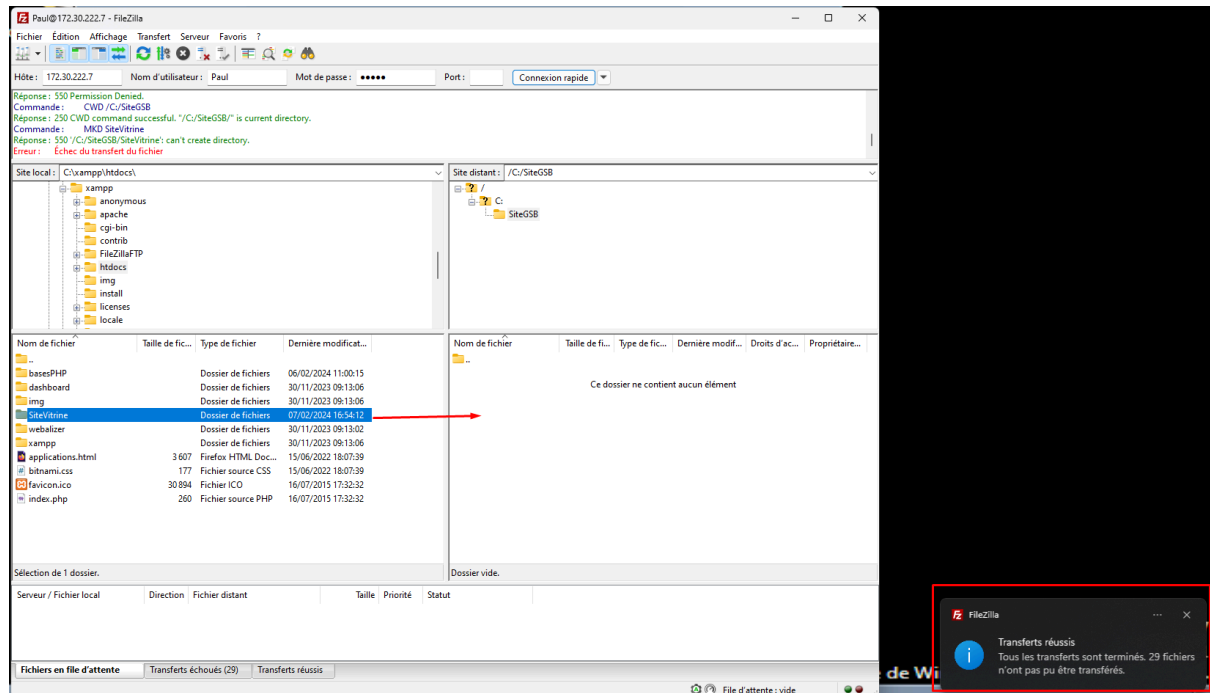 Paul@172.30.222.7 - FileZilla
Fichier Édition Affichage Transfert Serveur Favoris ?
Hôte : 172.30.222.7 Nom d'utilisateur : Paul Mot de passe : ●●●●● Port : Connexion rapide
Réponse : 550 Permission Denied.
Commande : CWD /C:/SiteGSB
Réponse : 250 CWD command successful. "/C:/SiteGSB/" is current directory.
Commande : MKD SiteVitrine
Réponse : 550 '/C:/SiteGSB/SiteVitrine': can't create directory.
Erreur : Échec du transfert du fichier
Site local : C:\xampp\htdocs\
xampp
anonymous
apache
cgi-bin
contrib
FileZillaFTP
htdocs
img
install
licenses
locale
Site distant : /C:/SiteGSB
/
C:
SiteGSB
Nom de fichier Taille de fic... Type de fichier Dernière modificat...
..
basesPHP Dossier de fichiers 06/02/2024 11:00:15
dashboard Dossier de fichiers 30/11/2023 09:13:06
img Dossier de fichiers 30/11/2023 09:13:06
SiteVitrine Dossier de fichiers 07/02/2024 16:54:12
webalizer Dossier de fichiers 30/11/2023 09:13:02
xampp Dossier de fichiers 30/11/2023 09:13:06
applications.html 3 607 Firefox HTML Doc... 15/06/2022 18:07:39
bitnami.css 177 Fichier source CSS 15/06/2022 18:07:39
favicon.ico 30 894 Fichier ICO 16/07/2015 17:32:32
index.php 260 Fichier source PHP 16/07/2015 17:32:32
Sélection de 1 dossier.
Nom de fichier Taille de fi... Type de fic... Dernière modif... Droits d'ac... Propriétaire...
..
Ce dossier ne contient aucun élément
Dossier vide.
Serveur / Fichier local Direction Fichier distant Taille Priorité Statut
Fichiers en file d'attente Transferts échoués (29) Transferts réussis
File d'attente : vide
de Wi
FileZilla
Transferts réussis
Tous les transferts sont terminés. 29 fichiers
n'ont pas pu être transférés.